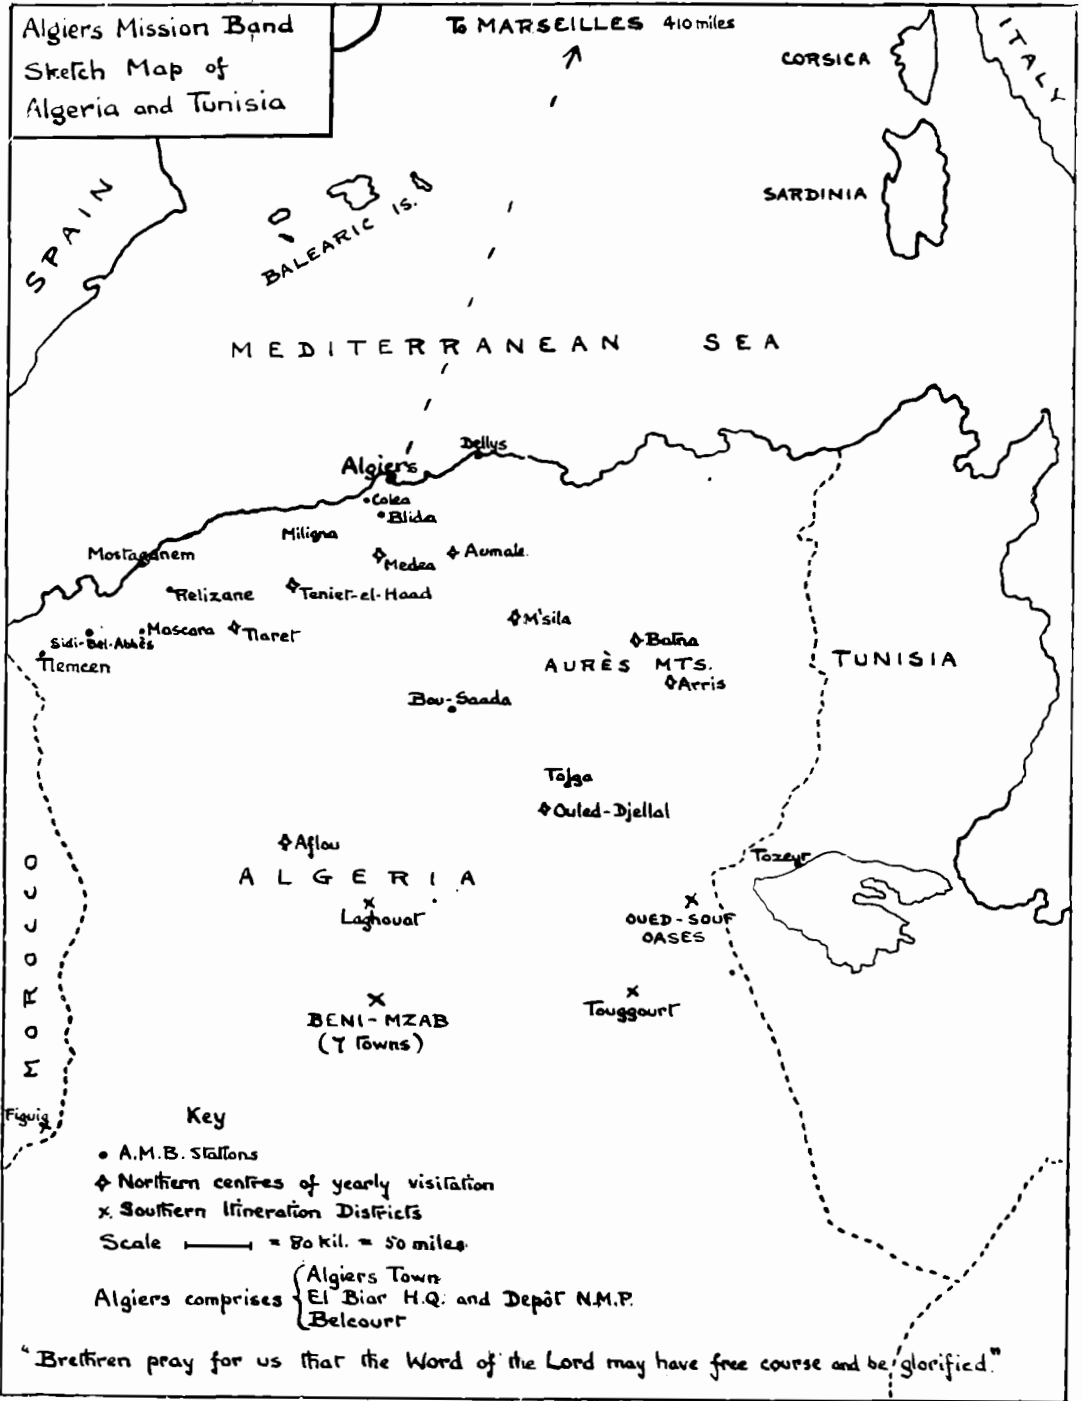 Algiers Mission Band
Sketch Map of
Algeria and Tunisia
To MARSEILLES 410 miles
CORSICA
ITALY
SARDINIA
SPAIN
BALEARIC IS.
MEDITERRANEAN SEA
Dellys
Algiers
Colea
Blida
Miligna
Mostaganem
Medea
Aumale.
Relizane
Teniet-el-Haad
M'sila
Sidi-Bel-Abbès
Mascara
Tiaret
Batna
Tlemcen
AURÈS MTS.
TUNISIA
Arris
Bou-Saada
Tolga
Ouled-Djellal
Aflou
Tozeur
ALGERIA
MOROCCO
Laghouat
OUED-SOUF
OASES
BENI-MZAB
(7 Towns)
Touggourt
Figuig
Key
A.M.B. Stations
Northern centres of yearly visitation
x. Southern Itineration Districts
Scale = 80 kil. = 50 miles.
Algiers comprises
Algiers Town
El Biar H.Q. and Depôt N.M.P.
Belcourt
"Brethren pray for us that the Word of the Lord may have free course and be glorified."